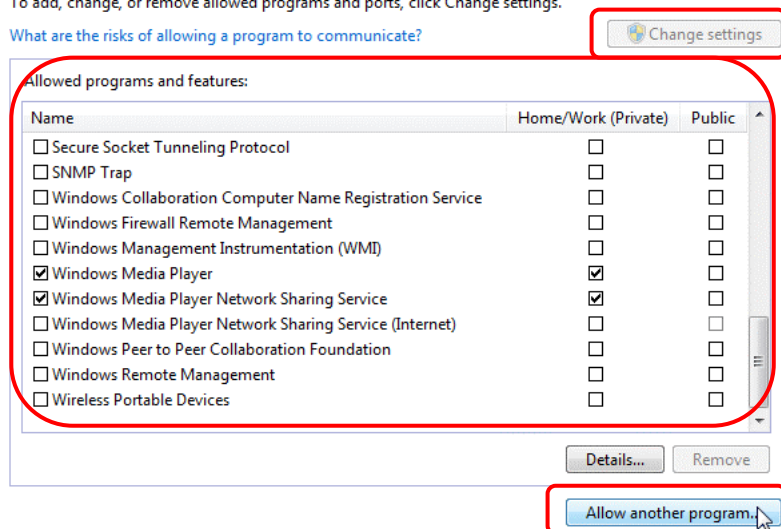 To add, change, or remove allowed programs and ports, click Change settings.
What are the risks of allowing a program to communicate?
Change settings
Allowed programs and features:
Name Home/Work (Private) Public
Secure Socket Tunneling Protocol
SNMP Trap
Windows Collaboration Computer Name Registration Service
Windows Firewall Remote Management
Windows Management Instrumentation (WMI)
Windows Media Player
Windows Media Player Network Sharing Service
Windows Media Player Network Sharing Service (Internet)
Windows Peer to Peer Collaboration Foundation
Windows Remote Management
Wireless Portable Devices
Details... Remove
Allow another program...